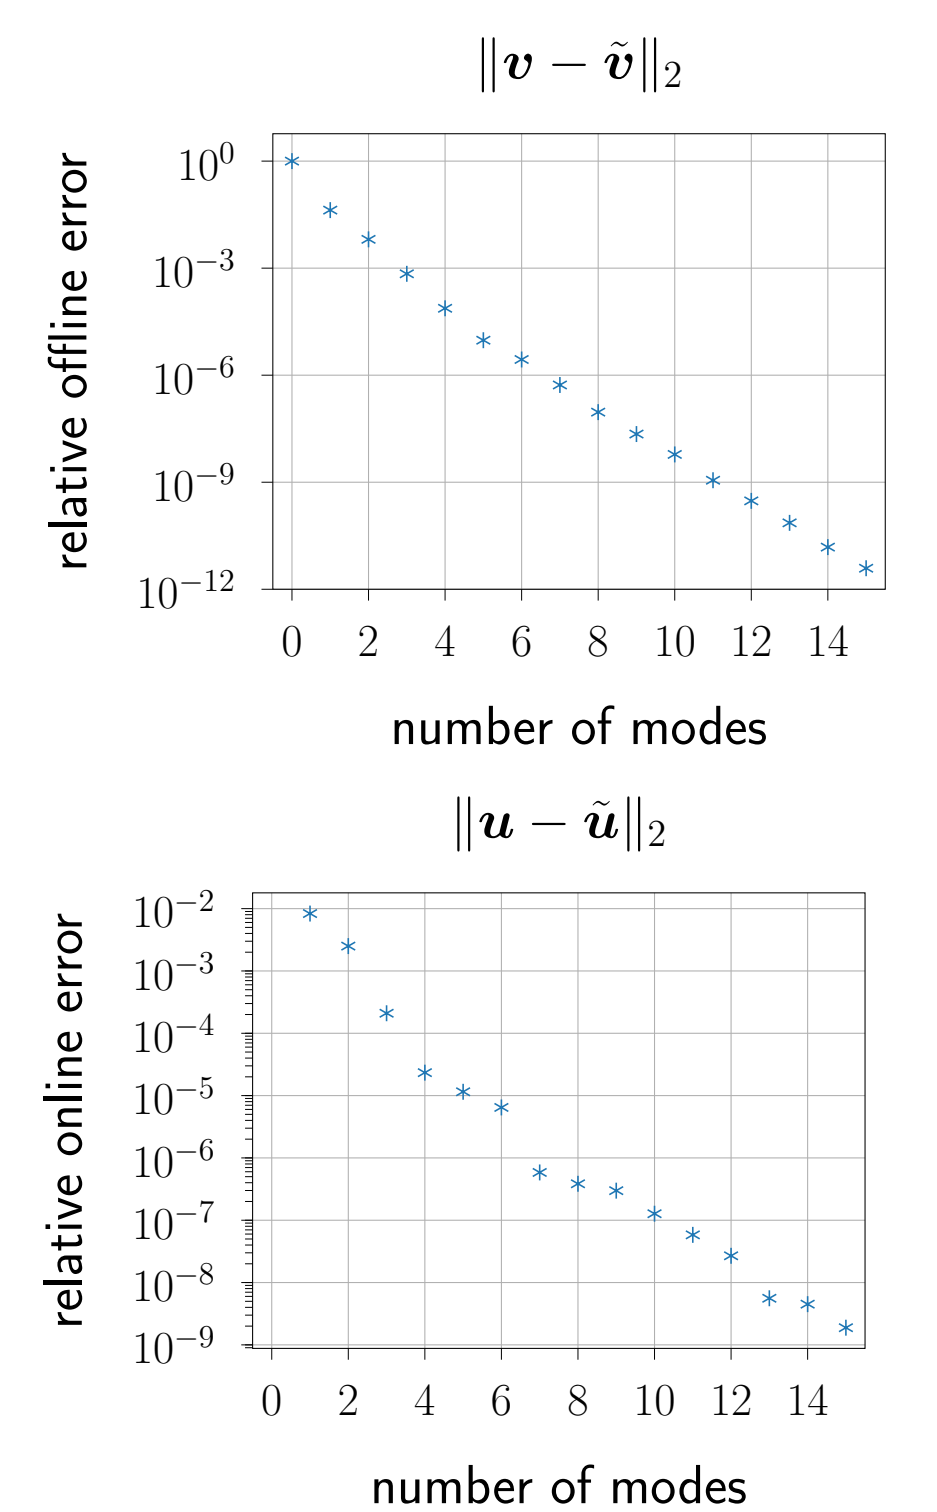 ‖v − ṽ‖₂
relative offline error
10⁰
10⁻³
10⁻⁶
10⁻⁹
10⁻¹²
0 2 4 6 8 10 12 14
number of modes
‖u − ũ‖₂
relative online error
10⁻²
10⁻³
10⁻⁴
10⁻⁵
10⁻⁶
10⁻⁷
10⁻⁸
10⁻⁹
0 2 4 6 8 10 12 14
number of modes